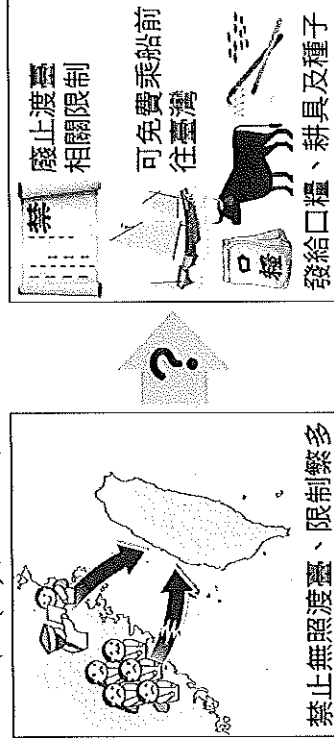 禁止無照渡臺、限制繁多
?
禁
廢止渡臺
相關限制
可免費乘船前
往臺灣
口糧
發給口糧、耕具及種子